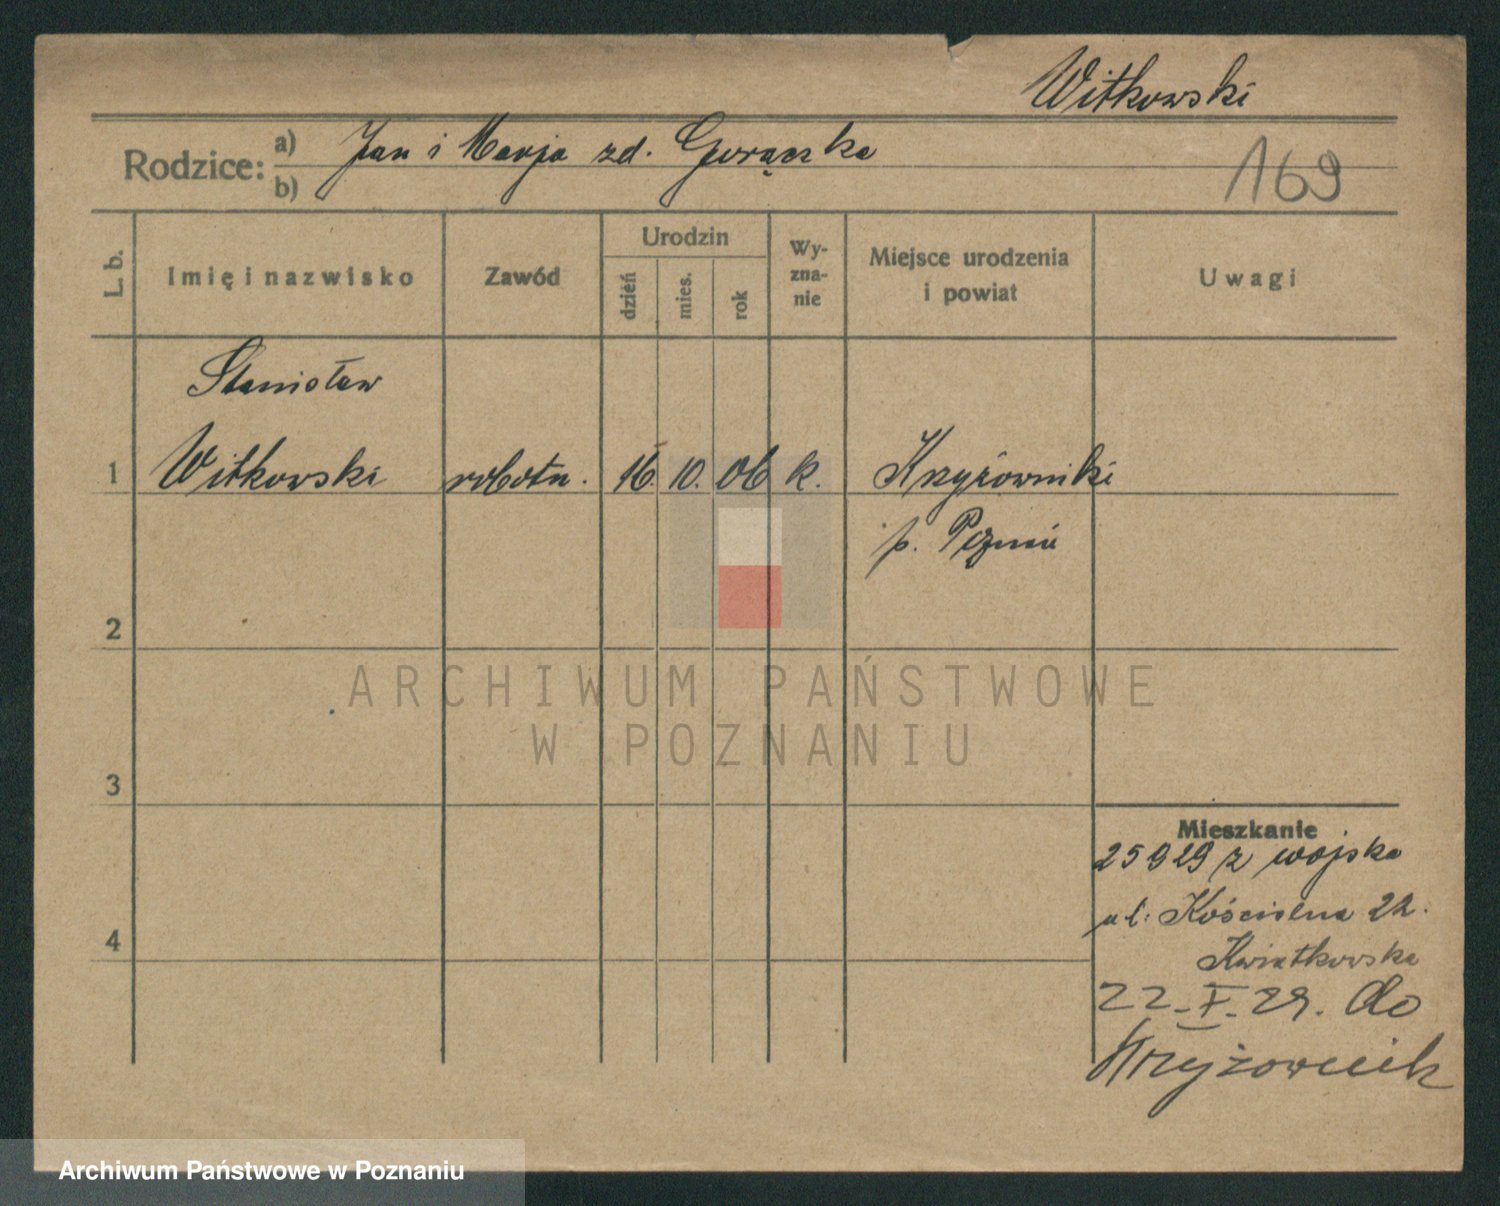 Witkowski
Rodzice: a) Jan i Marja zd. Gorączka
b)
169
L. b. Imię i nazwisko Zawód Urodzin dzień mies. rok Wy-zna-nie Miejsce urodzenia i powiat Uwagi
Stanisław
1 Witkowski robotn. 16. 10. 06 k. Krzyżowniki
p. Poznań
2
3
4
Mieszkanie
25 9 29 z wojska
ul. Kościelna 22.
Kwiatkowska
22-X-29. do
Krzyżownik
ARCHIWUM PAŃSTWOWE
W POZNANIU
Archiwum Państwowe w Poznaniu